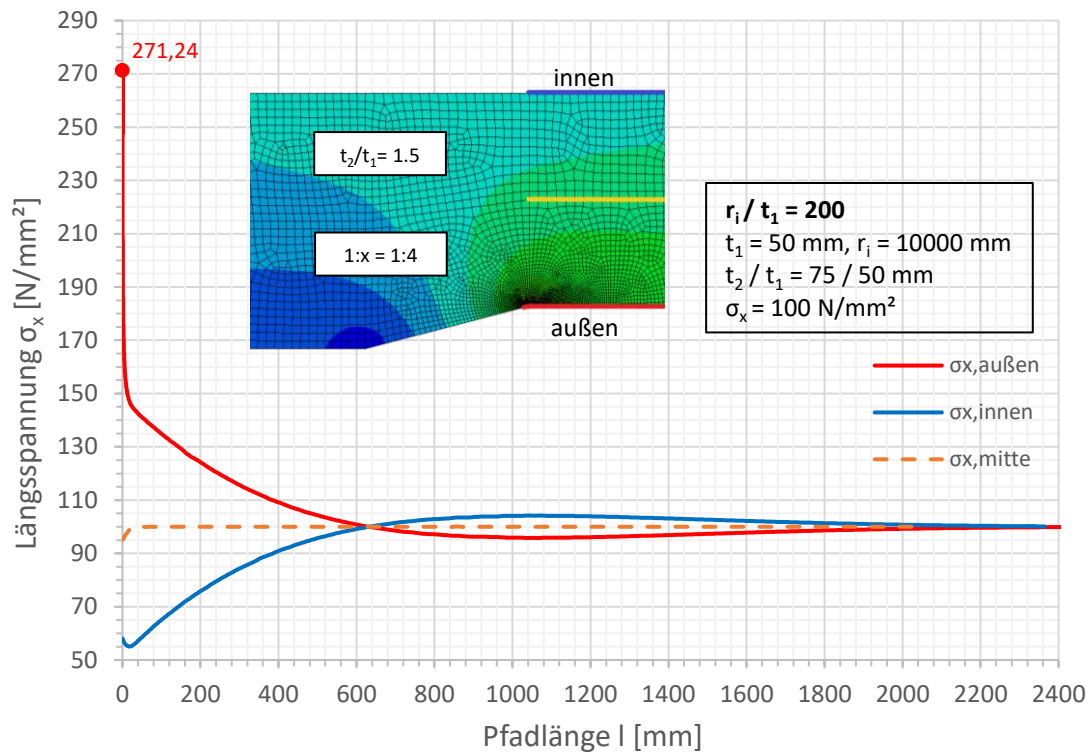 Längsspannung σx [N/mm²]
290
270
250
230
210
190
170
150
130
110
90
70
50
271,24
innen
t2/t1= 1.5
1:x = 1:4
außen
ri / t1 = 200
t1 = 50 mm, ri = 10000 mm
t2 / t1 = 75 / 50 mm
σx = 100 N/mm²
σx,außen
σx,innen
σx,mitte
0 200 400 600 800 1000 1200 1400 1600 1800 2000 2200 2400
Pfadlänge l [mm]